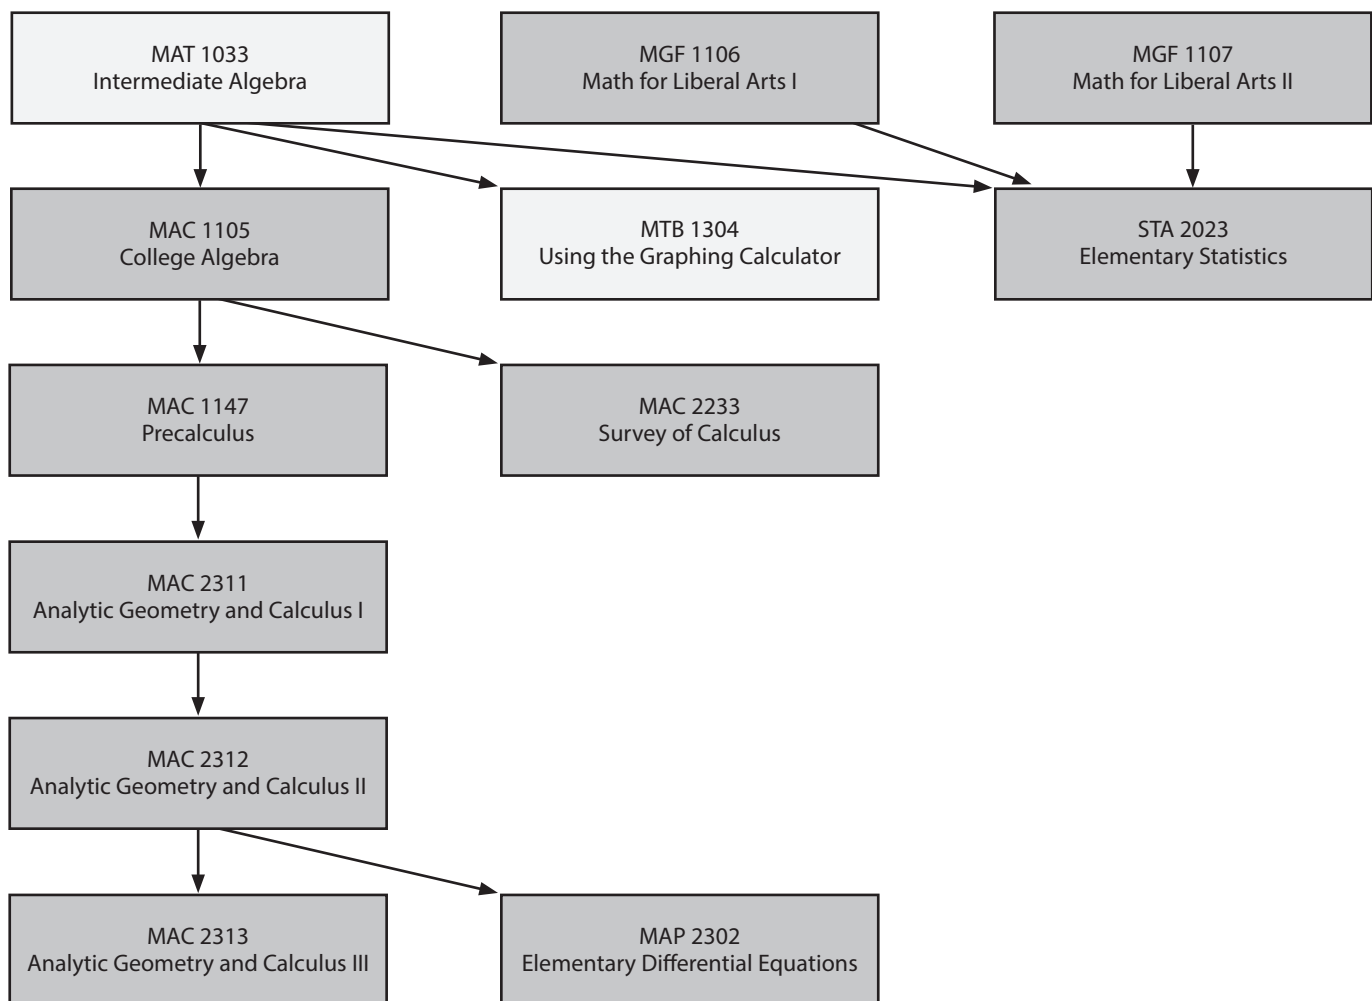 MAT 1033
Intermediate Algebra
MGF 1106
Math for Liberal Arts I
MGF 1107
Math for Liberal Arts II
MAC 1105
College Algebra
MTB 1304
Using the Graphing Calculator
STA 2023
Elementary Statistics
MAC 1147
Precalculus
MAC 2233
Survey of Calculus
MAC 2311
Analytic Geometry and Calculus I
MAC 2312
Analytic Geometry and Calculus II
MAC 2313
Analytic Geometry and Calculus III
MAP 2302
Elementary Differential Equations